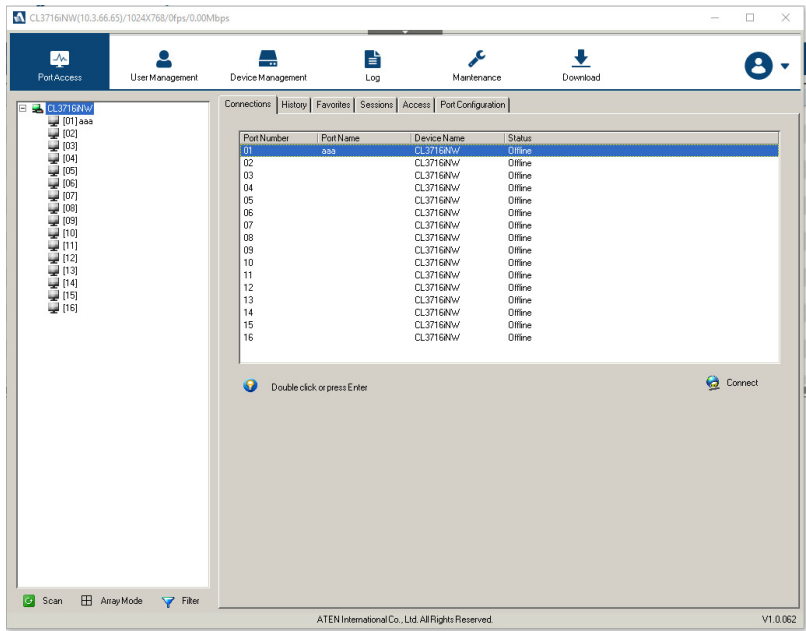 CL3716iNW(10.3.66.65)/1024X768/0fps/0.00Mbps
Port Access User Management Device Management Log Maintenance Download
CL3716iNW
[01] aaa
[02]
[03]
[04]
[05]
[06]
[07]
[08]
[09]
[10]
[11]
[12]
[13]
[14]
[15]
[16]
Connections History Favorites Sessions Access Port Configuration
Port Number Port Name Device Name Status
01 aaa CL3716iNW Offline
02 CL3716iNW Offline
03 CL3716iNW Offline
04 CL3716iNW Offline
05 CL3716iNW Offline
06 CL3716iNW Offline
07 CL3716iNW Offline
08 CL3716iNW Offline
09 CL3716iNW Offline
10 CL3716iNW Offline
11 CL3716iNW Offline
12 CL3716iNW Offline
13 CL3716iNW Offline
14 CL3716iNW Offline
15 CL3716iNW Offline
16 CL3716iNW Offline
Double click or press Enter
Connect
Scan Array Mode Filter
ATEN International Co., Ltd. All Rights Reserved. V1.0.062